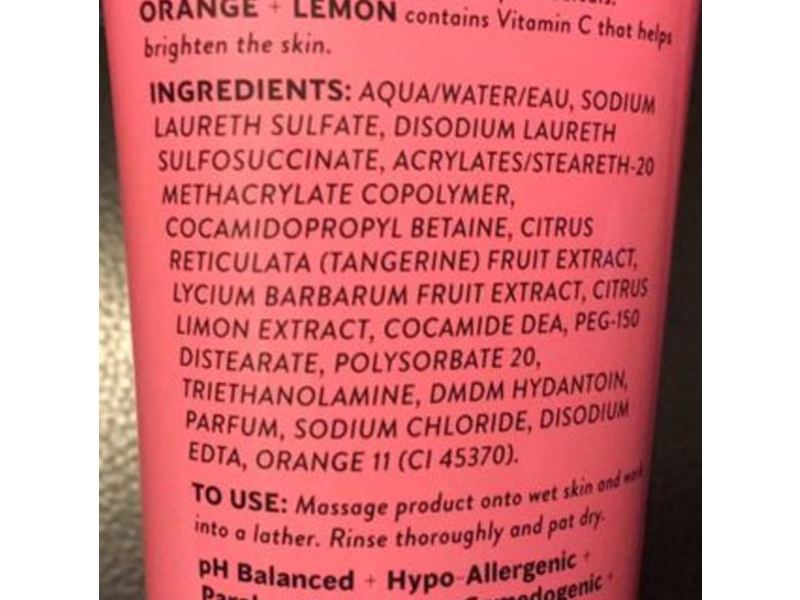 ORANGE + LEMON contains Vitamin C that helps
brighten the skin.
INGREDIENTS: AQUA/WATER/EAU, SODIUM
LAURETH SULFATE, DISODIUM LAURETH
SULFOSUCCINATE, ACRYLATES/STEARETH-20
METHACRYLATE COPOLYMER,
COCAMIDOPROPYL BETAINE, CITRUS
RETICULATA (TANGERINE) FRUIT EXTRACT,
LYCIUM BARBARUM FRUIT EXTRACT, CITRUS
LIMON EXTRACT, COCAMIDE DEA, PEG-150
DISTEARATE, POLYSORBATE 20,
TRIETHANOLAMINE, DMDM HYDANTOIN,
PARFUM, SODIUM CHLORIDE, DISODIUM
EDTA, ORANGE 11 (CI 45370).
TO USE: Massage product onto wet skin and work
into a lather. Rinse thoroughly and pat dry.
pH Balanced + Hypo-Allergenic +